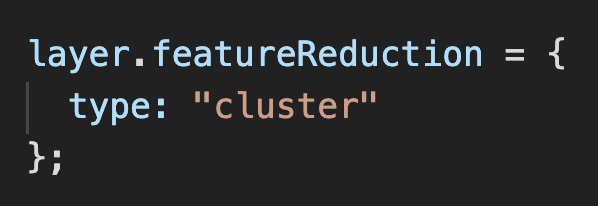 layer.featureReduction = {
  type: "cluster"
};